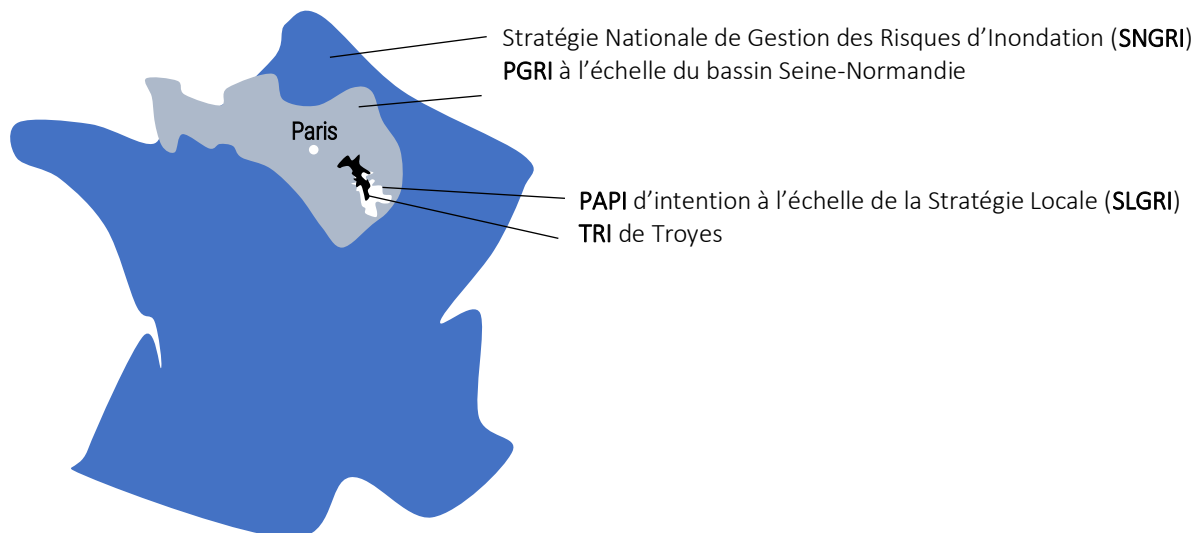 Stratégie Nationale de Gestion des Risques d’Inondation (SNGRI)
PGRI à l’échelle du bassin Seine-Normandie
Paris
PAPI d’intention à l’échelle de la Stratégie Locale (SLGRI)
TRI de Troyes